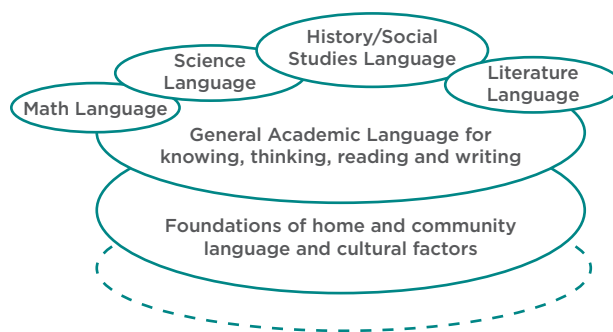 History/Social
Studies Language
Science
Language
Literature
Language
Math Language
General Academic Language for
knowing, thinking, reading and writing
Foundations of home and community
language and cultural factors